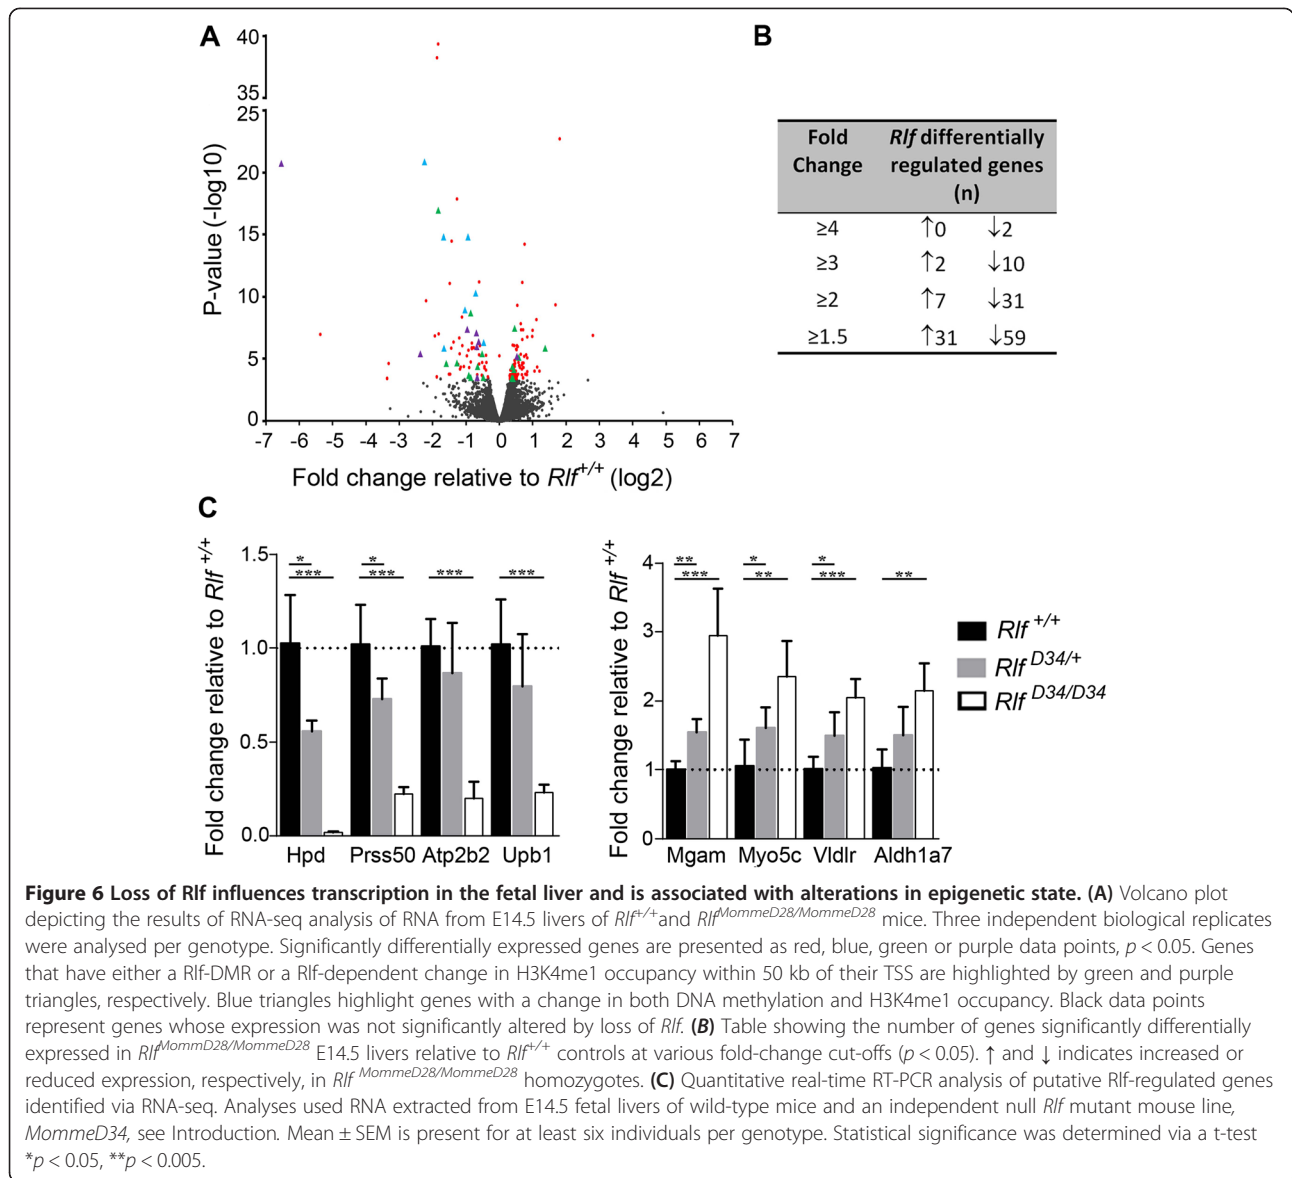 A
B
P-value (-log10)
40
35
25
20
15
10
5
0
-7 -6 -5 -4 -3 -2 -1 0 1 2 3 4 5 6 7
Fold change relative to Rlf+/+ (log2)
Fold Rlf differentially
Change regulated genes
(n)
≥4 ↑0 ↓2
≥3 ↑2 ↓10
≥2 ↑7 ↓31
≥1.5 ↑31 ↓59
C
Fold change relative to Rlf +/+
1.5
1.0
0.5
0.0
* * 
*** *** *** ***
Hpd Prss50 Atp2b2 Upb1
Fold change relative to Rlf +/+
4
3
2
1
0
** * *
*** ** *** **
Mgam Myo5c Vldlr Aldh1a7
Rlf +/+
Rlf D34/+
Rlf D34/D34
Figure 6 Loss of Rlf influences transcription in the fetal liver and is associated with alterations in epigenetic state. (A) Volcano plot
depicting the results of RNA-seq analysis of RNA from E14.5 livers of Rlf+/+and RlfMommeD28/MommeD28 mice. Three independent biological replicates
were analysed per genotype. Significantly differentially expressed genes are presented as red, blue, green or purple data points, p < 0.05. Genes
that have either a Rlf-DMR or a Rlf-dependent change in H3K4me1 occupancy within 50 kb of their TSS are highlighted by green and purple
triangles, respectively. Blue triangles highlight genes with a change in both DNA methylation and H3K4me1 occupancy. Black data points
represent genes whose expression was not significantly altered by loss of Rlf. (B) Table showing the number of genes significantly differentially
expressed in RlfMommD28/MommeD28 E14.5 livers relative to Rlf+/+ controls at various fold-change cut-offs (p < 0.05). ↑ and ↓ indicates increased or
reduced expression, respectively, in Rlf MommeD28/MommeD28 homozygotes. (C) Quantitative real-time RT-PCR analysis of putative Rlf-regulated genes
identified via RNA-seq. Analyses used RNA extracted from E14.5 fetal livers of wild-type mice and an independent null Rlf mutant mouse line,
MommeD34, see Introduction. Mean ± SEM is present for at least six individuals per genotype. Statistical significance was determined via a t-test
*p < 0.05, **p < 0.005.